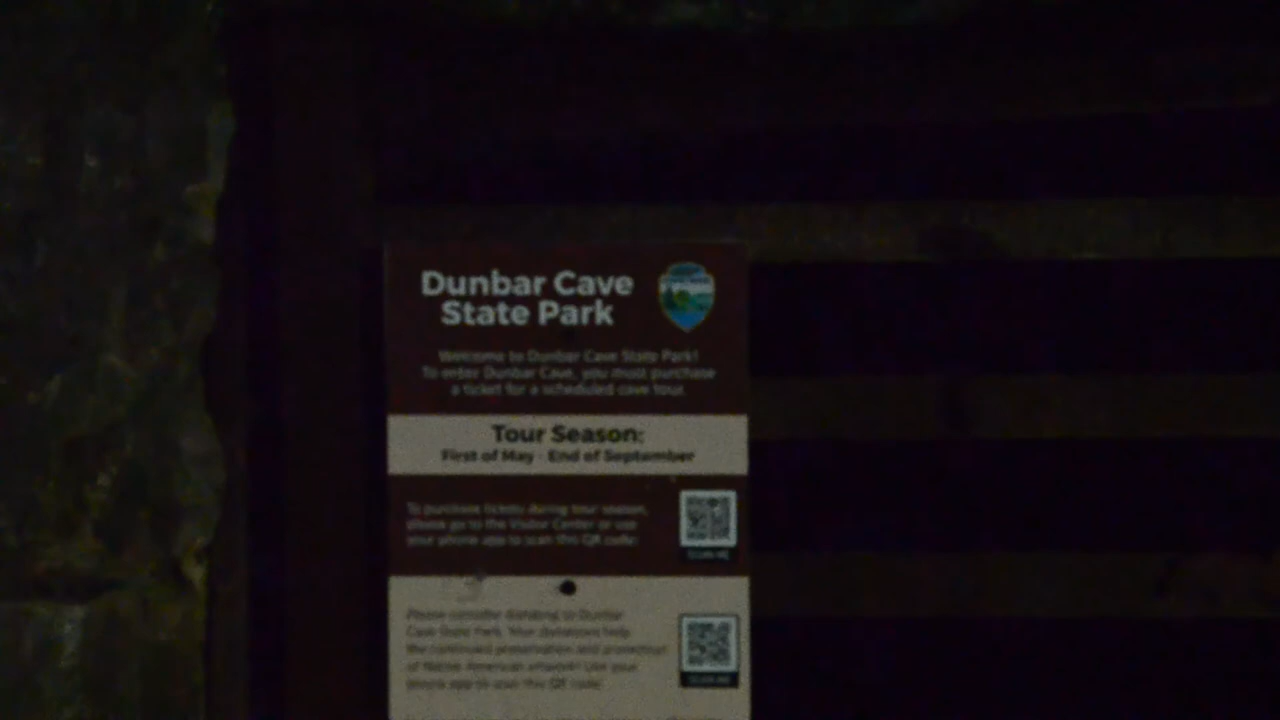 Dunbar Cave
State Park
Welcome to Dunbar Cave State Park!
To enter Dunbar Cave, you must purchase
a ticket for a scheduled cave tour.
Tour Season:
First of May - End of September
To purchase tickets during tour season,
please go to the Visitor Center or use
your phone app to scan this QR code:
SCAN ME
Please consider donating to Dunbar
Cave State Park. Your donations help
the continued preservation and protection
of Native American artwork! Use your
phone app to scan this QR code:
SCAN ME